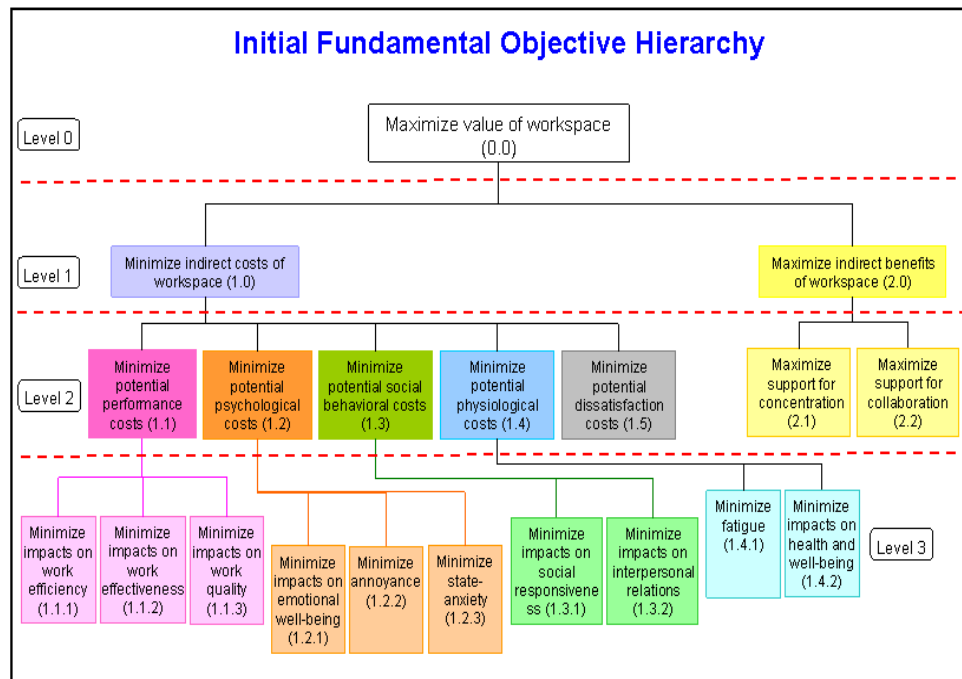 Initial Fundamental Objective Hierarchy
Level 0
Maximize value of workspace
(0.0)
Level 1
Minimize indirect costs of
workspace (1.0)
Maximize indirect benefits
of workspace (2.0)
Level 2
Minimize
potential
performance
costs (1.1)
Minimize
potential
psychological
costs (1.2)
Minimize
potential social
behavioral costs
(1.3)
Minimize
potential
physiological
costs (1.4)
Minimize
potential
dissatisfaction
costs (1.5)
Maximize
support for
concentration
(2.1)
Maximize
support for
collaboration
(2.2)
Minimize
impacts on
work
efficiency
(1.1.1)
Minimize
impacts on
work
effectiveness
(1.1.2)
Minimize
impacts on
work
quality
(1.1.3)
Minimize
impacts on
emotional
well-being
(1.2.1)
Minimize
annoyance
(1.2.2)
Minimize
state-
anxiety
(1.2.3)
Minimize
impacts on
social
responsivene
ss (1.3.1)
Minimize
impacts on
interpersonal
relations
(1.3.2)
Minimize
fatigue
(1.4.1)
Minimize
impacts on
health and
well-being
(1.4.2)
Level 3